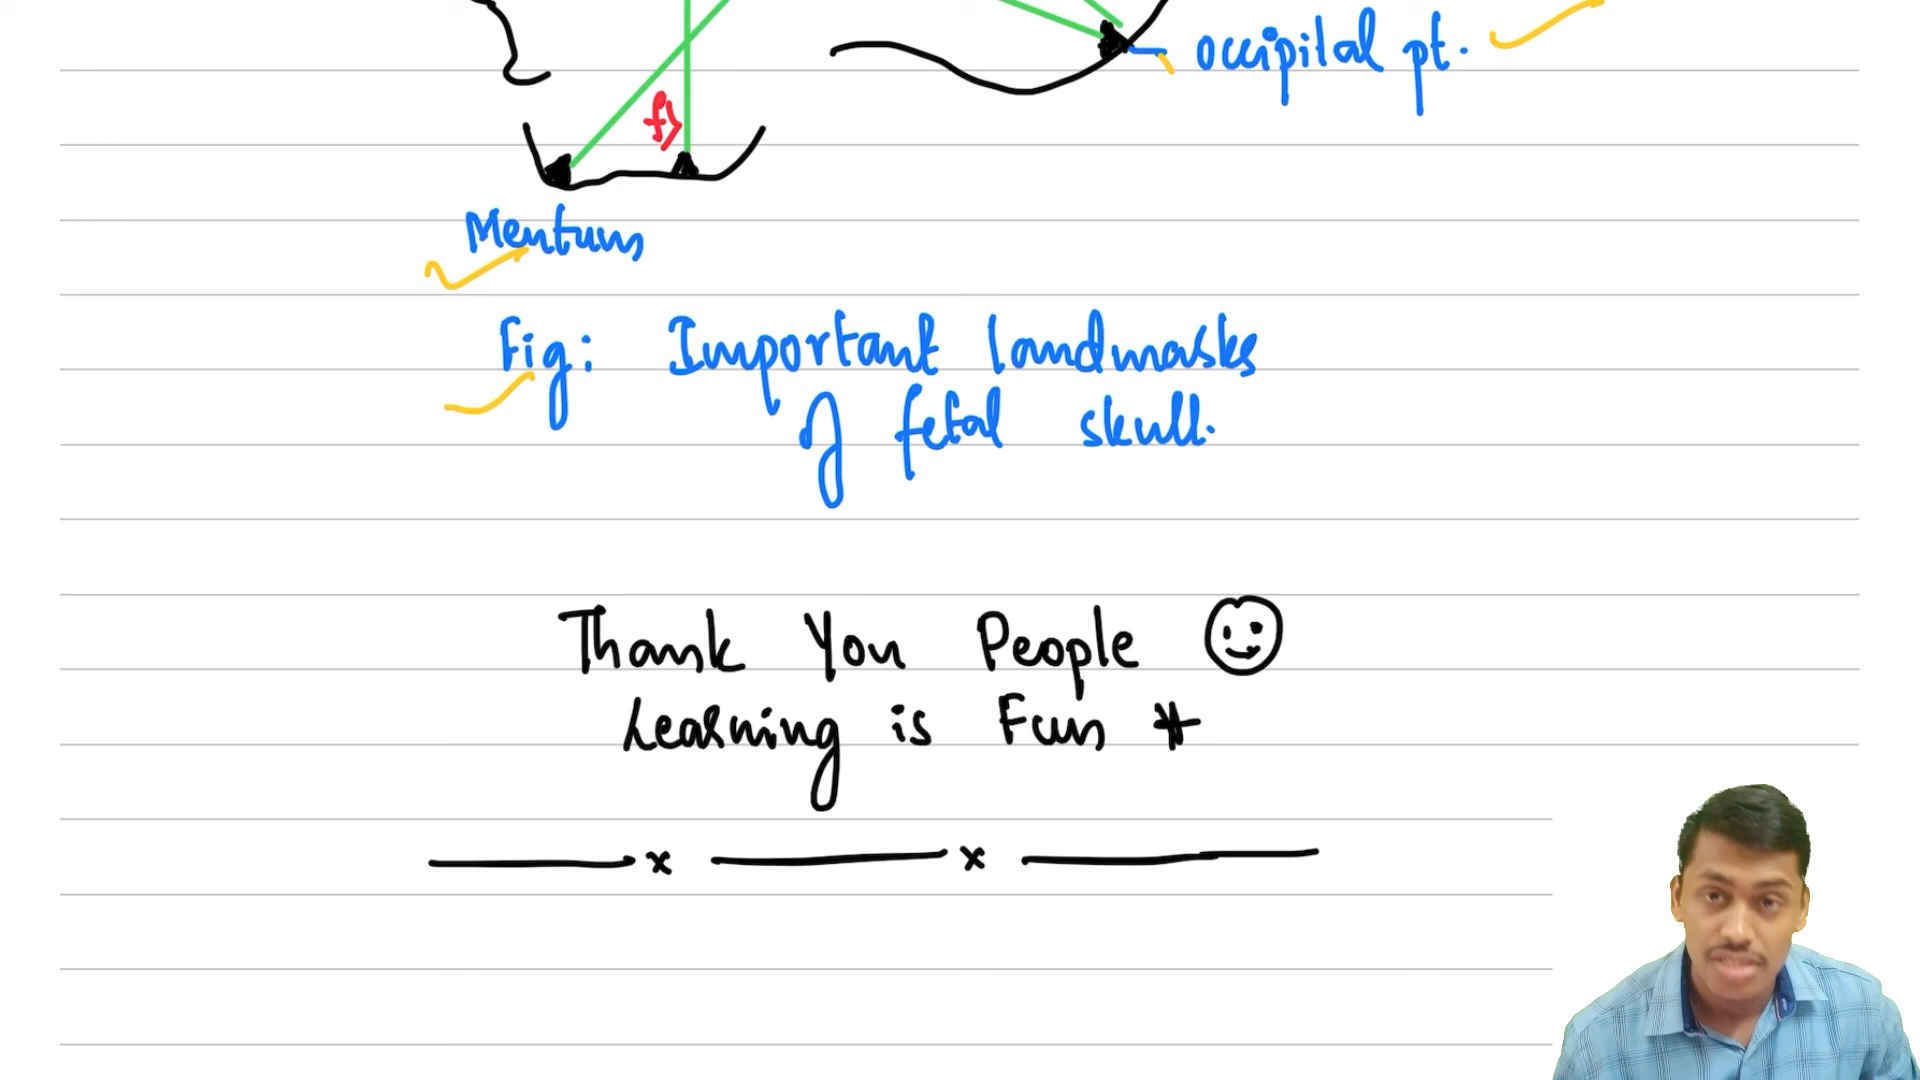 occipital pt.
f>
Mentum
Fig: Important landmarks
of fetal skull.
Thank You People
Learning is Fun *
x x